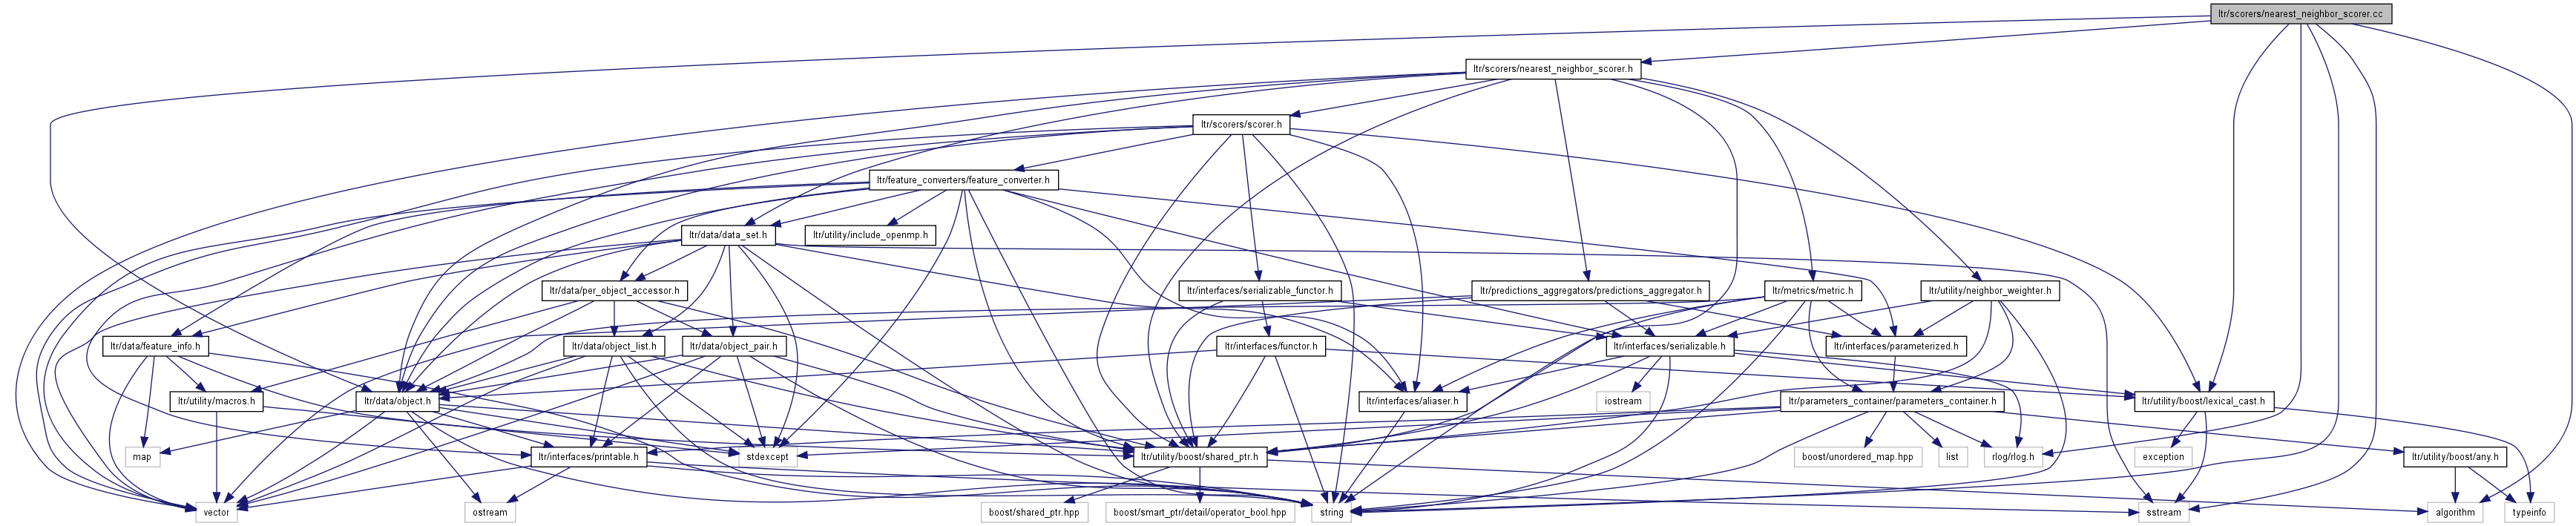 ltr/scorers/nearest_neighbor_scorer.cc
ltr/scorers/nearest_neighbor_scorer.h
ltr/scorers/scorer.h
ltr/feature_converters/feature_converter.h
ltr/data/data_set.h
ltr/utility/include_openmp.h
ltr/data/per_object_accessor.h
ltr/interfaces/serializable_functor.h
ltr/predictions_aggregators/predictions_aggregator.h
ltr/metrics/metric.h
ltr/utility/neighbor_weighter.h
ltr/data/feature_info.h
ltr/data/object_list.h
ltr/data/object_pair.h
ltr/interfaces/functor.h
ltr/interfaces/serializable.h
ltr/interfaces/parameterized.h
ltr/utility/macros.h
ltr/data/object.h
ltr/interfaces/aliaser.h
iostream
ltr/parameters_container/parameters_container.h
ltr/utility/boost/lexical_cast.h
map
ltr/interfaces/printable.h
stdexcept
ltr/utility/boost/shared_ptr.h
boost/unordered_map.hpp
list
rlog/rlog.h
exception
ltr/utility/boost/any.h
vector
ostream
boost/shared_ptr.hpp
boost/smart_ptr/detail/operator_bool.hpp
string
sstream
algorithm
typeinfo